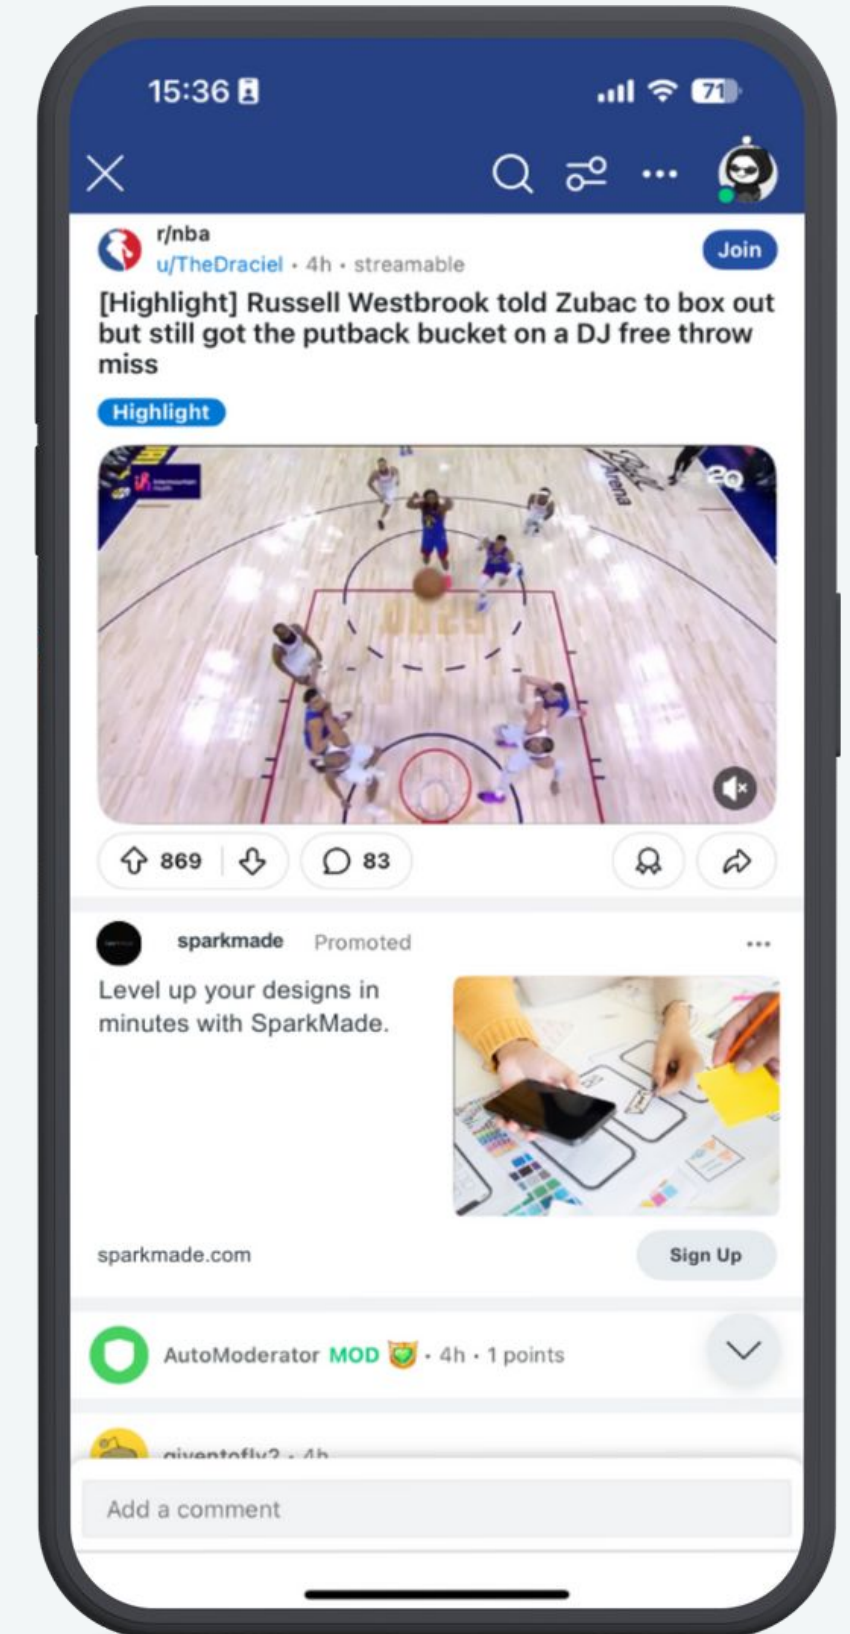 15:36
71
r/nba
Join
u/TheDraciel • 4h • streamable
[Highlight] Russell Westbrook told Zubac to box out
but still got the putback bucket on a DJ free throw
miss
Highlight
Arena
2Q
869
83
sparkmade Promoted
Level up your designs in
minutes with SparkMade.
sparkmade.com
Sign Up
AutoModerator MOD • 4h • 1 points
Add a comment